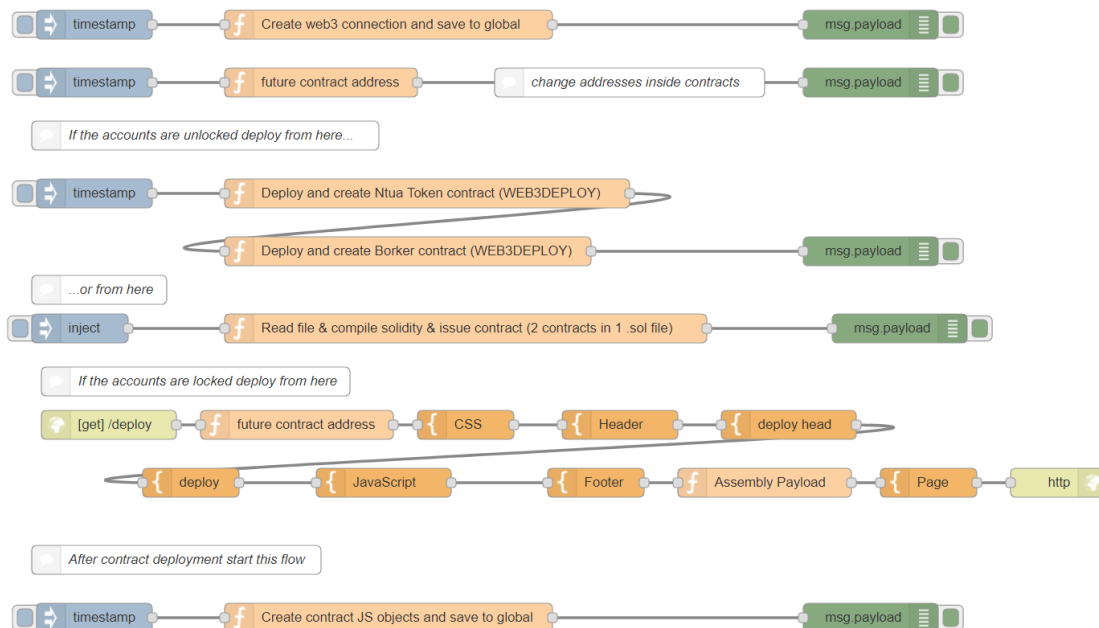 timestamp Create web3 connection and save to global msg.payload
timestamp future contract address change addresses inside contracts msg.payload
If the accounts are unlocked deploy from here...
timestamp Deploy and create Ntua Token contract (WEB3DEPLOY)
Deploy and create Borker contract (WEB3DEPLOY) msg.payload
...or from here
inject Read file & compile solidity & issue contract (2 contracts in 1 .sol file) msg.payload
If the accounts are locked deploy from here
[get] /deploy future contract address CSS Header deploy head
deploy JavaScript Footer Assembly Payload Page http
After contract deployment start this flow
timestamp Create contract JS objects and save to global msg.payload